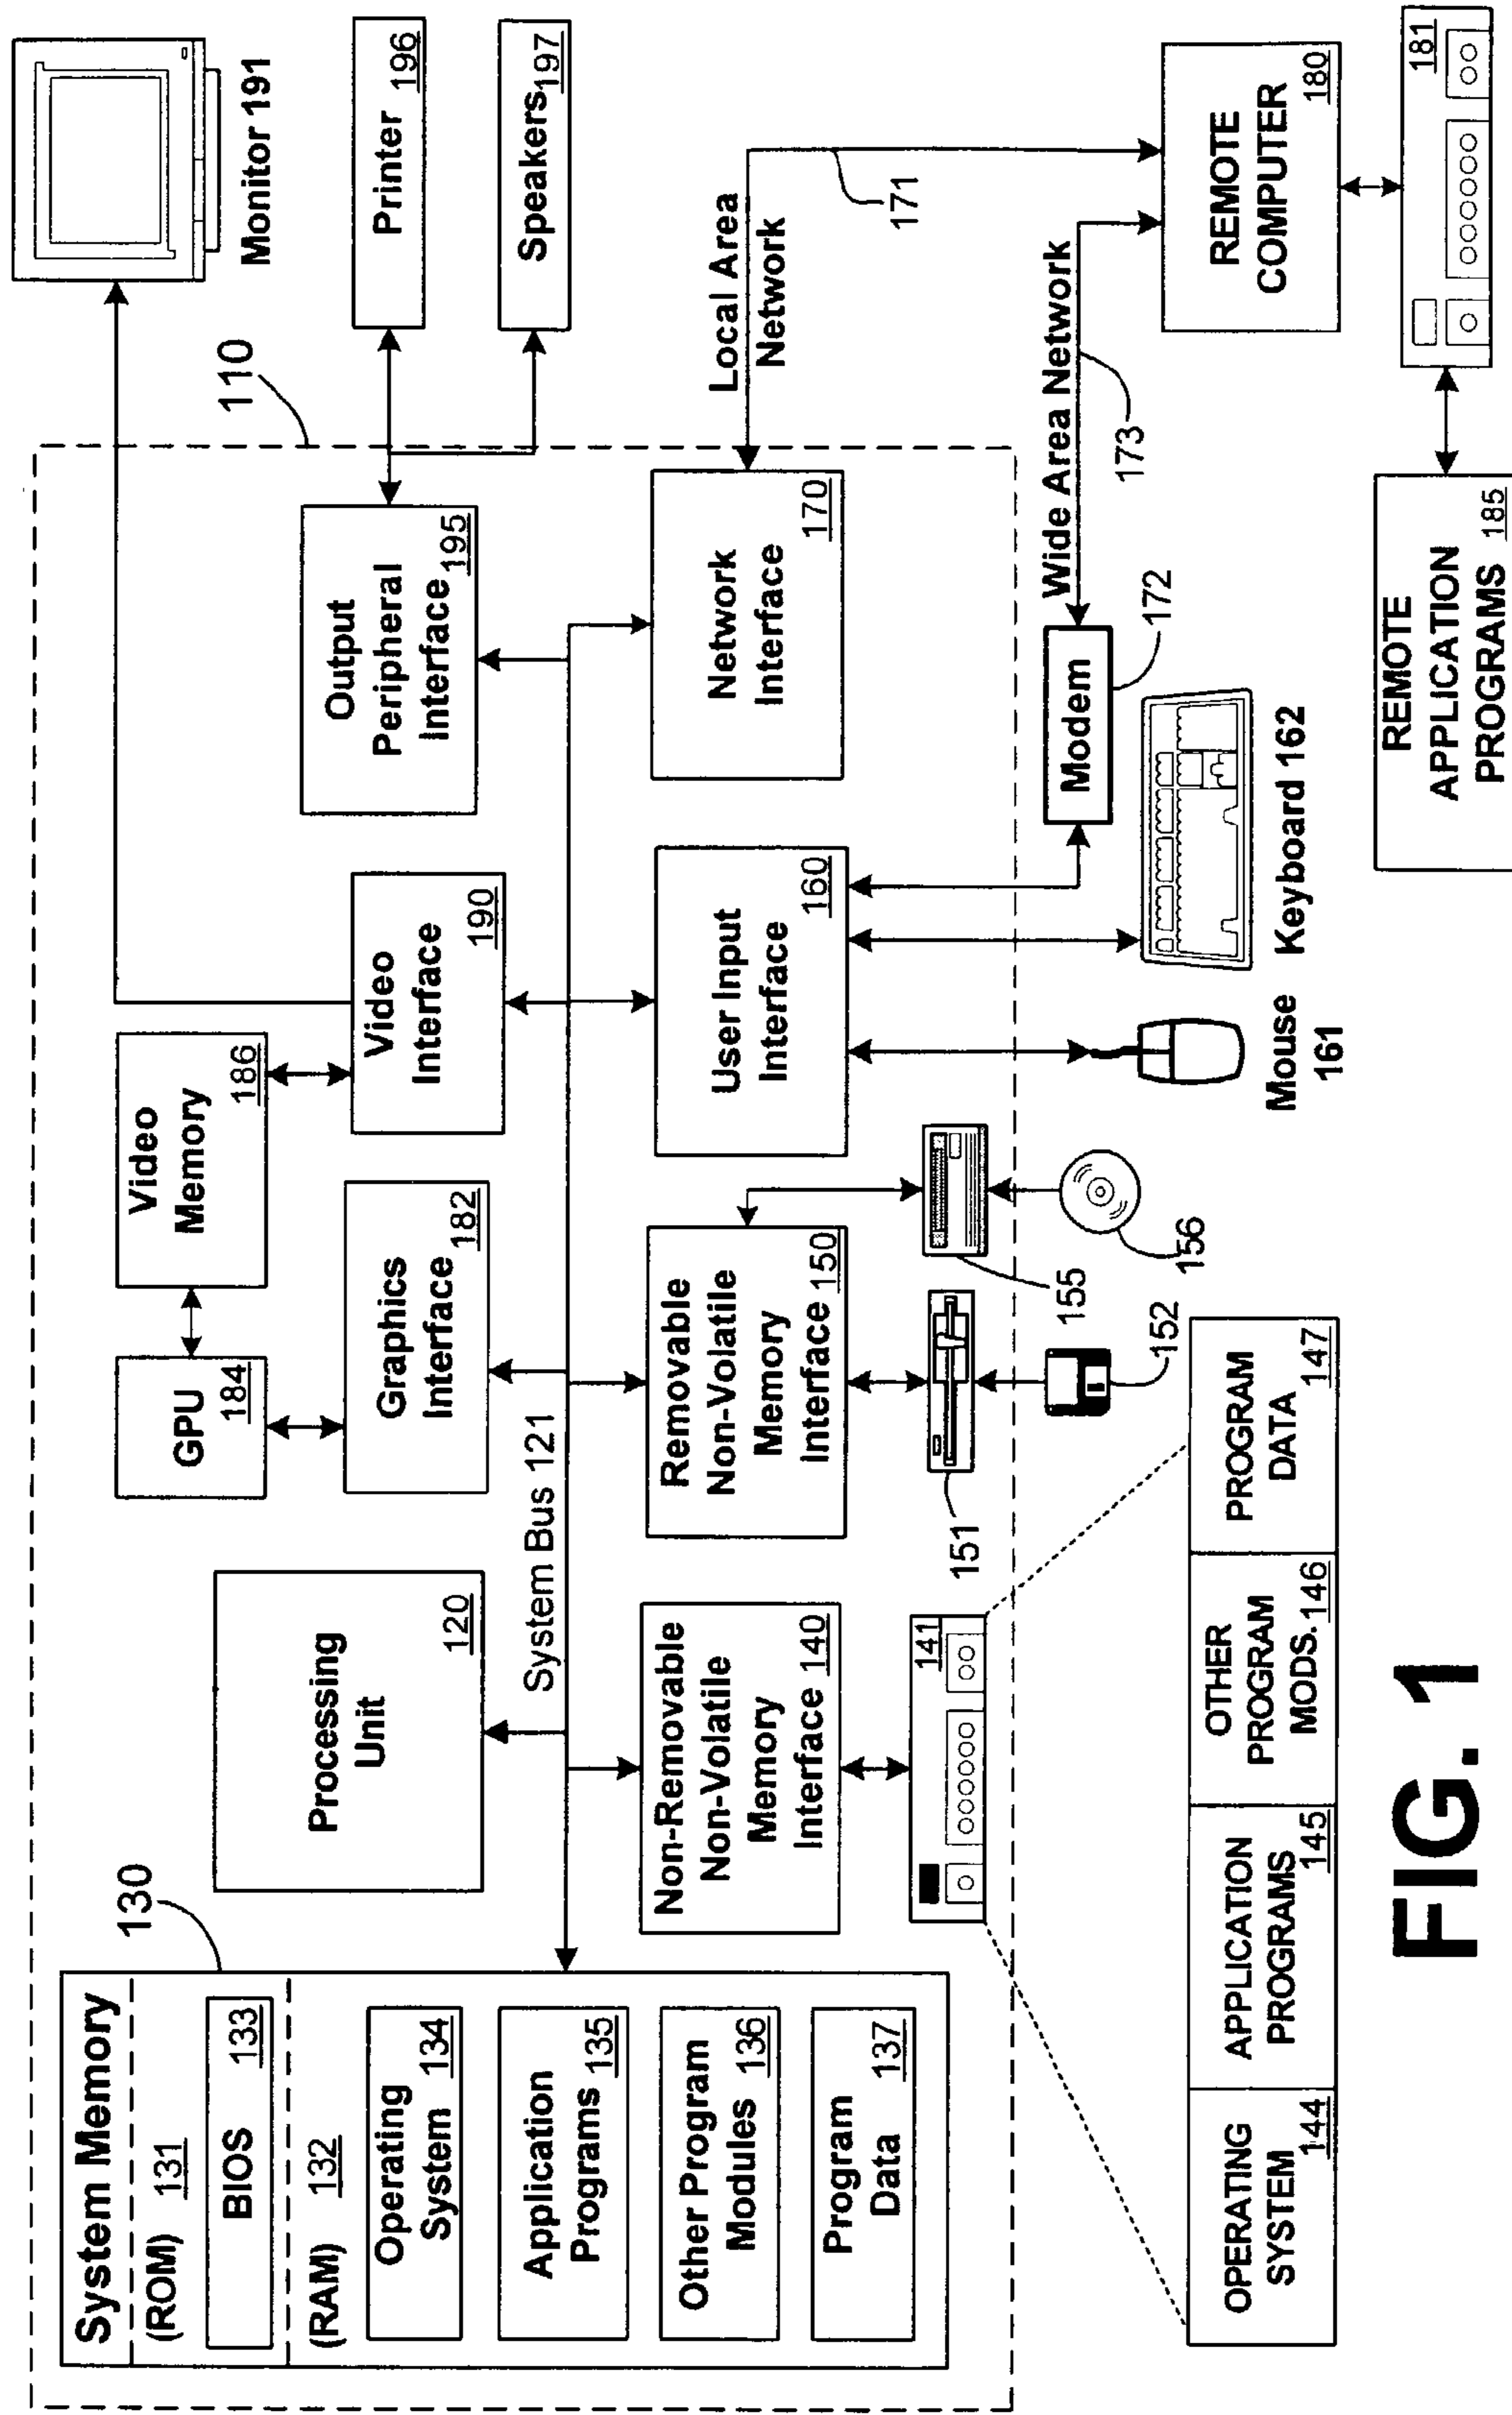 System Memory
(ROM) 131
BIOS 133
(RAM) 132
Operating
System 134
Application
Programs 135
Other Program
Modules 136
Program
Data 137
130
Processing
Unit
120
GPU
184
Video
Memory
186
Graphics
Interface
182
Video
Interface
190
Output
Peripheral
Interface 195
110
Monitor 191
Printer
196
Speakers 197
System Bus 121
Non-Removable
Non-Volatile
Memory
Interface 140
Removable
Non-Volatile
Memory
Interface 150
User Input
Interface
160
Network
Interface
170
Local Area
Network
171
141
151
152
155
156
Mouse
161
Keyboard 162
Modem
172
Wide Area Network
173
REMOTE
COMPUTER
180
181
REMOTE
APPLICATION
PROGRAMS 185
OPERATING
SYSTEM 144
APPLICATION
PROGRAMS 145
OTHER
PROGRAM
MODS. 146
PROGRAM
DATA 147
FIG. 1